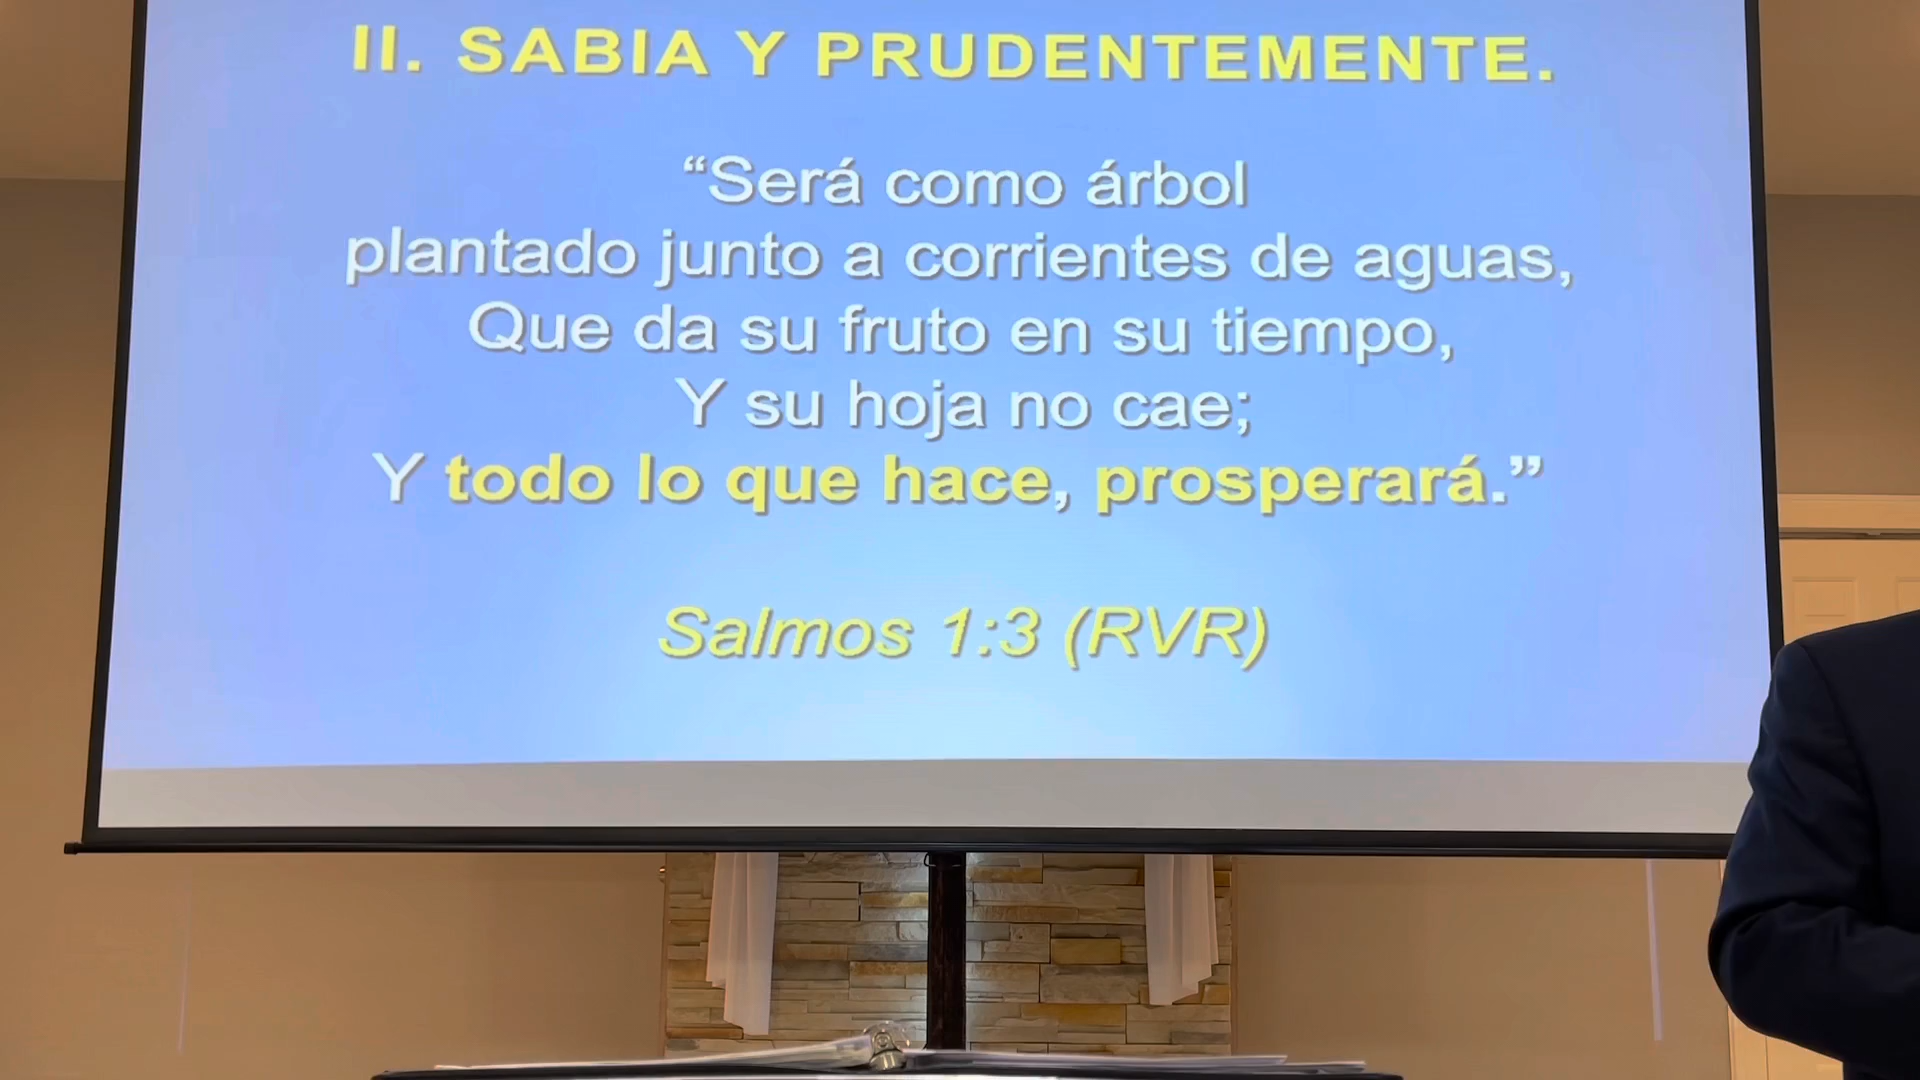 II. SABIA Y PRUDENTEMENTE.
“Será como árbol
plantado junto a corrientes de aguas,
Que da su fruto en su tiempo,
Y su hoja no cae;
Y todo lo que hace, prosperará.”
Salmos 1:3 (RVR)